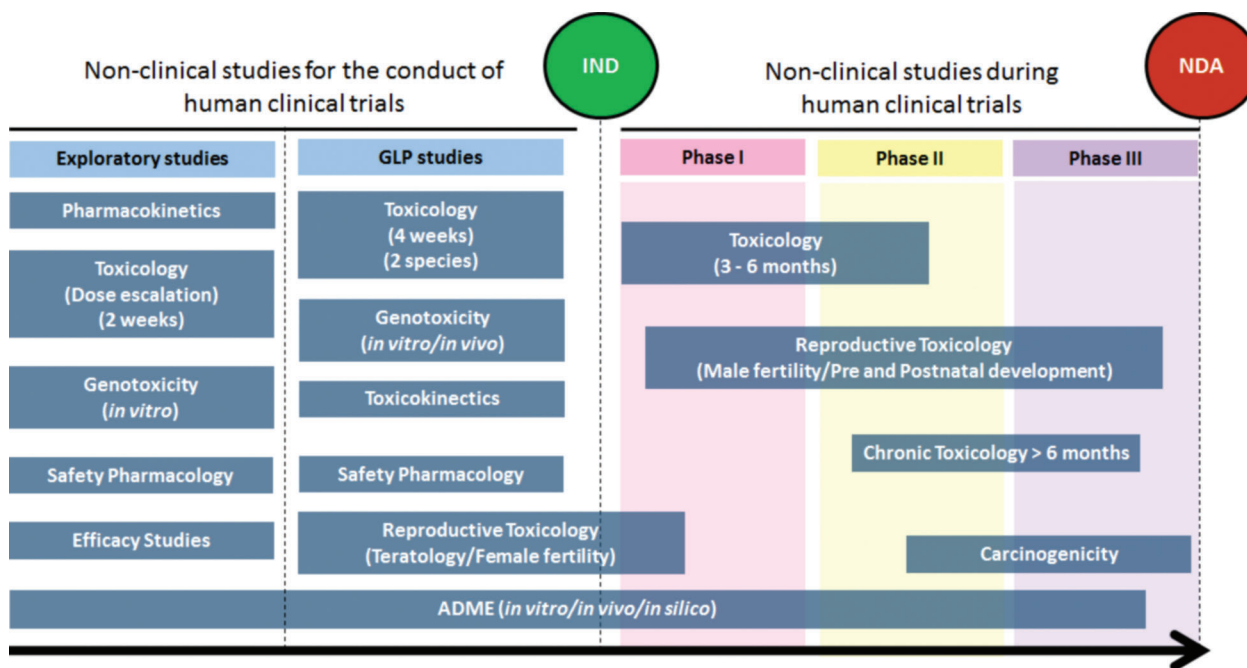 Non-clinical studies for the conduct of
human clinical trials
IND
Non-clinical studies during
human clinical trials
NDA
Exploratory studies
GLP studies
Phase I
Phase II
Phase III
Pharmacokinetics
Toxicology
(Dose escalation)
(2 weeks)
Genotoxicity
(in vitro)
Safety Pharmacology
Efficacy Studies
Toxicology
(4 weeks)
(2 species)
Genotoxicity
(in vitro/in vivo)
Toxicokinectics
Safety Pharmacology
Reproductive Toxicology
(Teratology/Female fertility)
Toxicology
(3 - 6 months)
Reproductive Toxicology
(Male fertility/Pre and Postnatal development)
Chronic Toxicology > 6 months
Carcinogenicity
ADME (in vitro/in vivo/in silico)